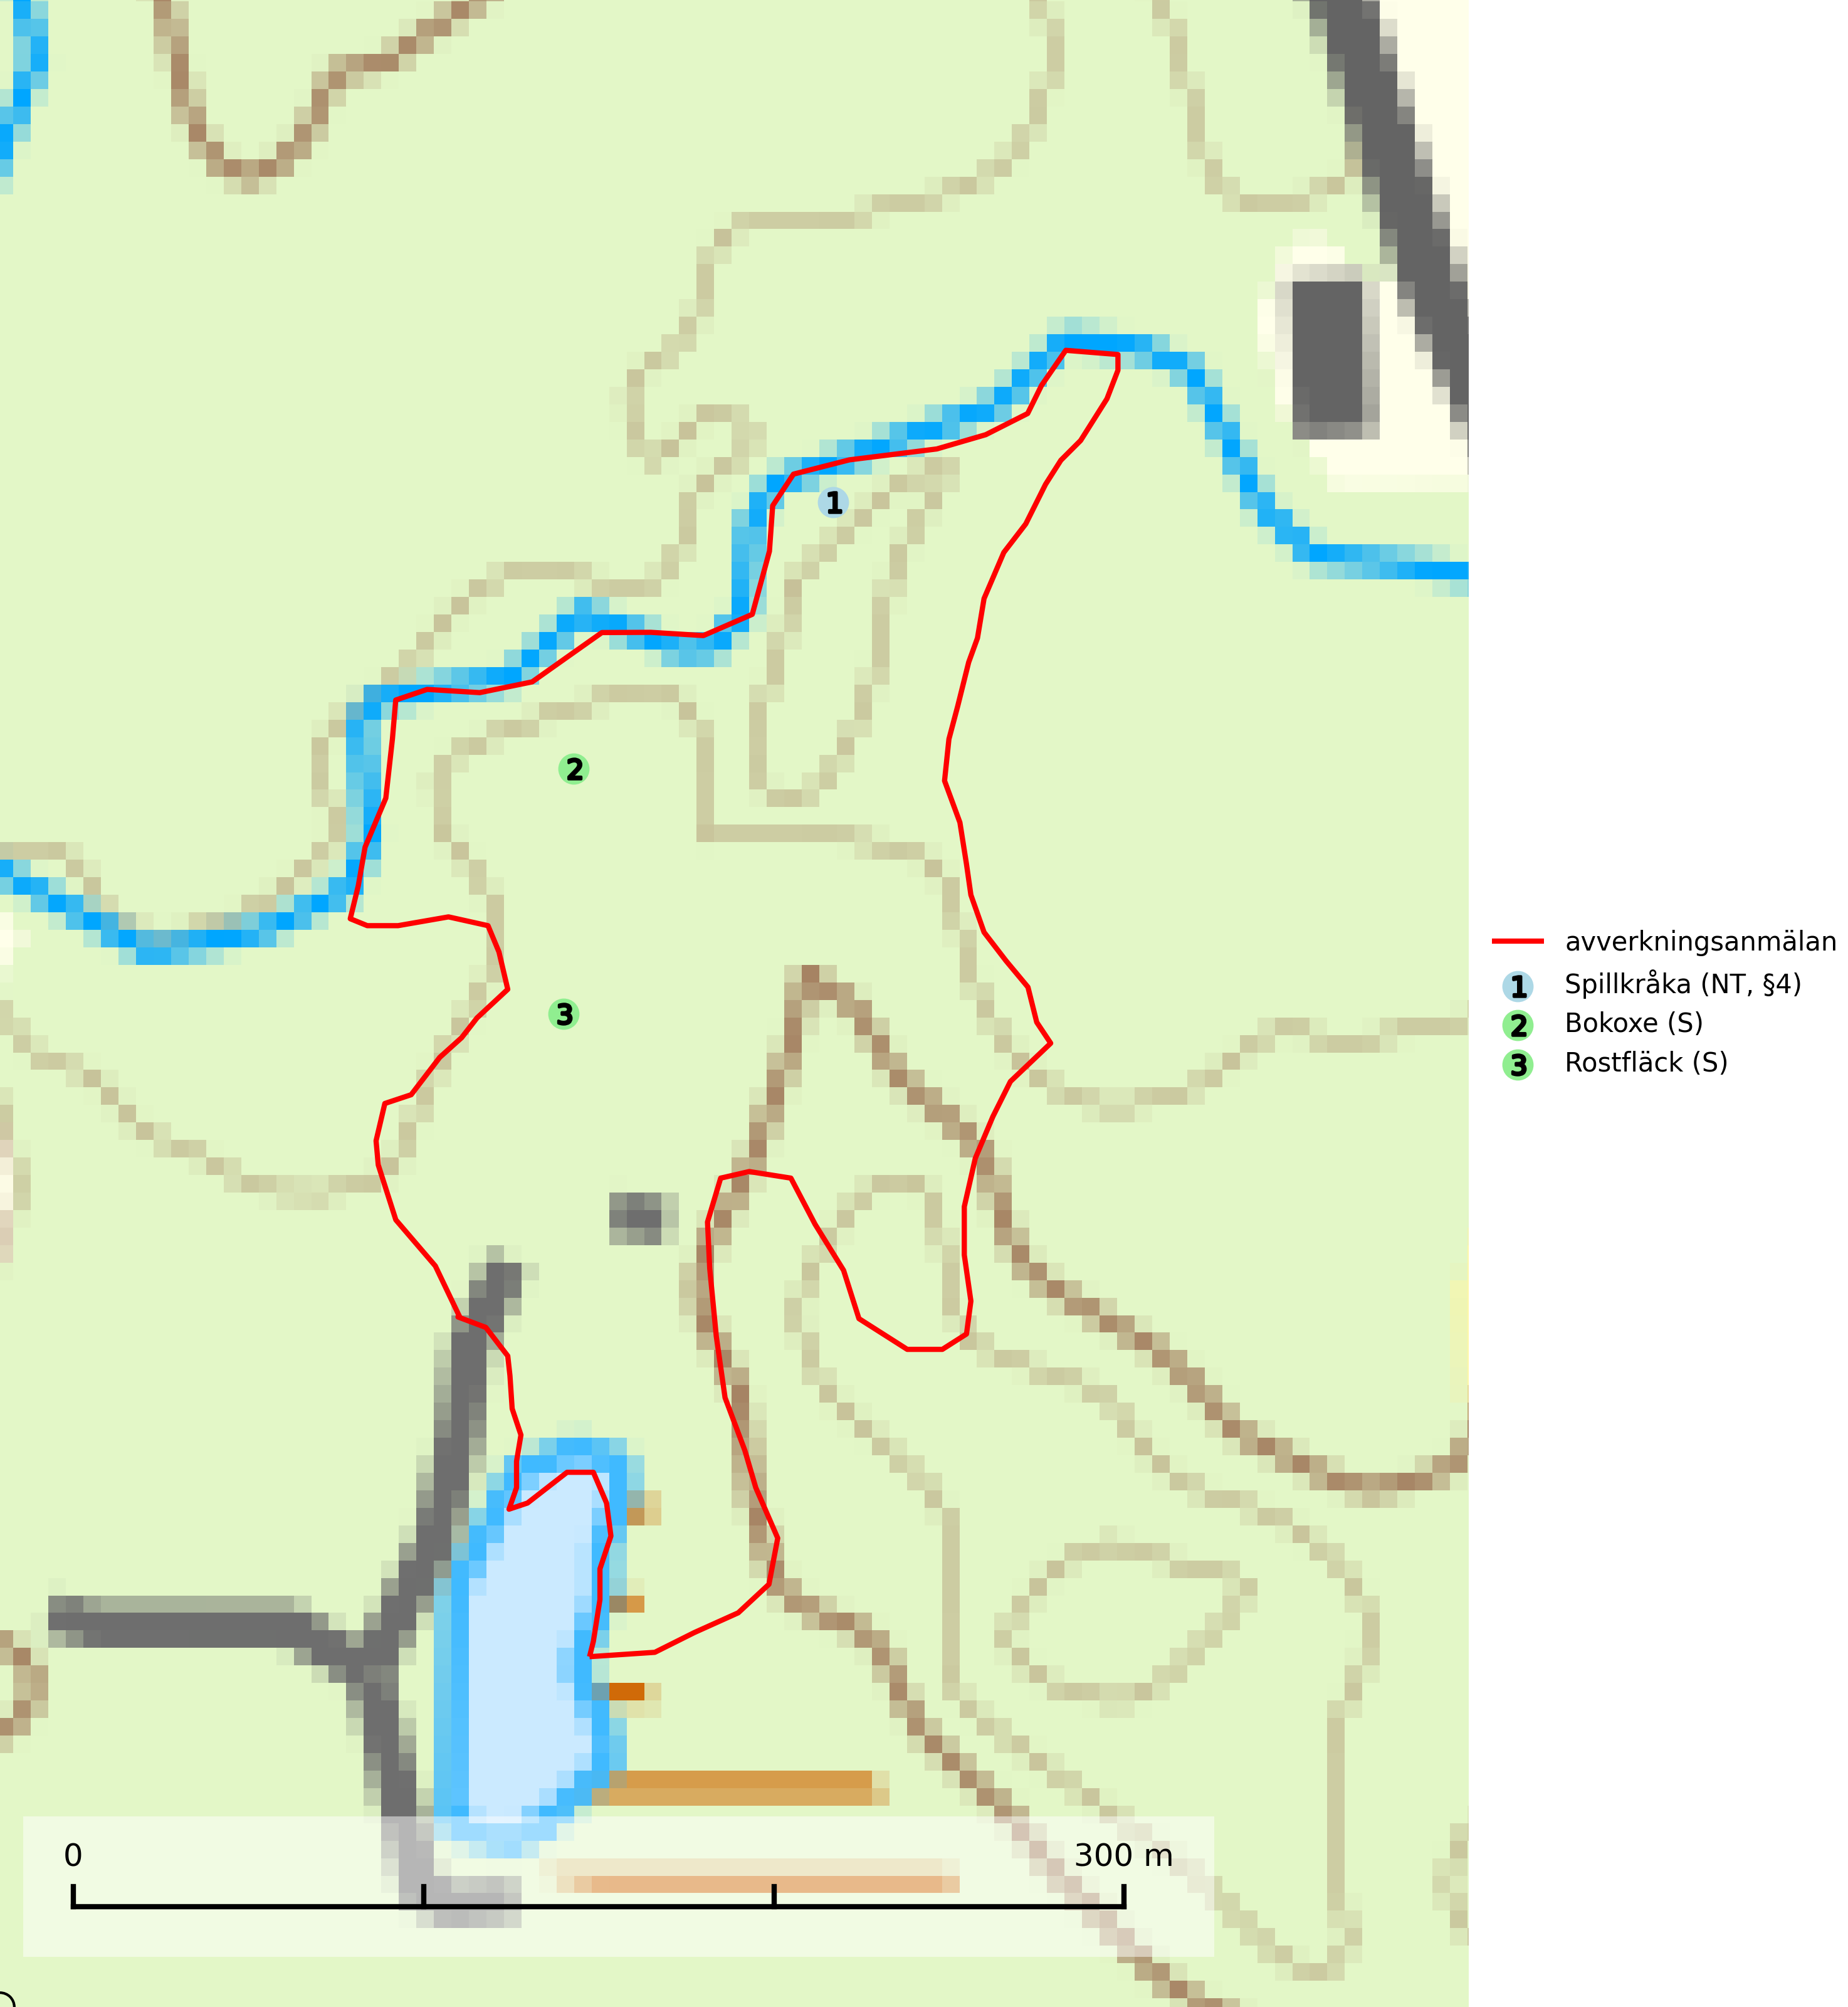 1
2
3
avverkningsanmälan
1 Spillkråka (NT, §4)
2 Bokoxe (S)
3 Rostfläck (S)
0 300 m